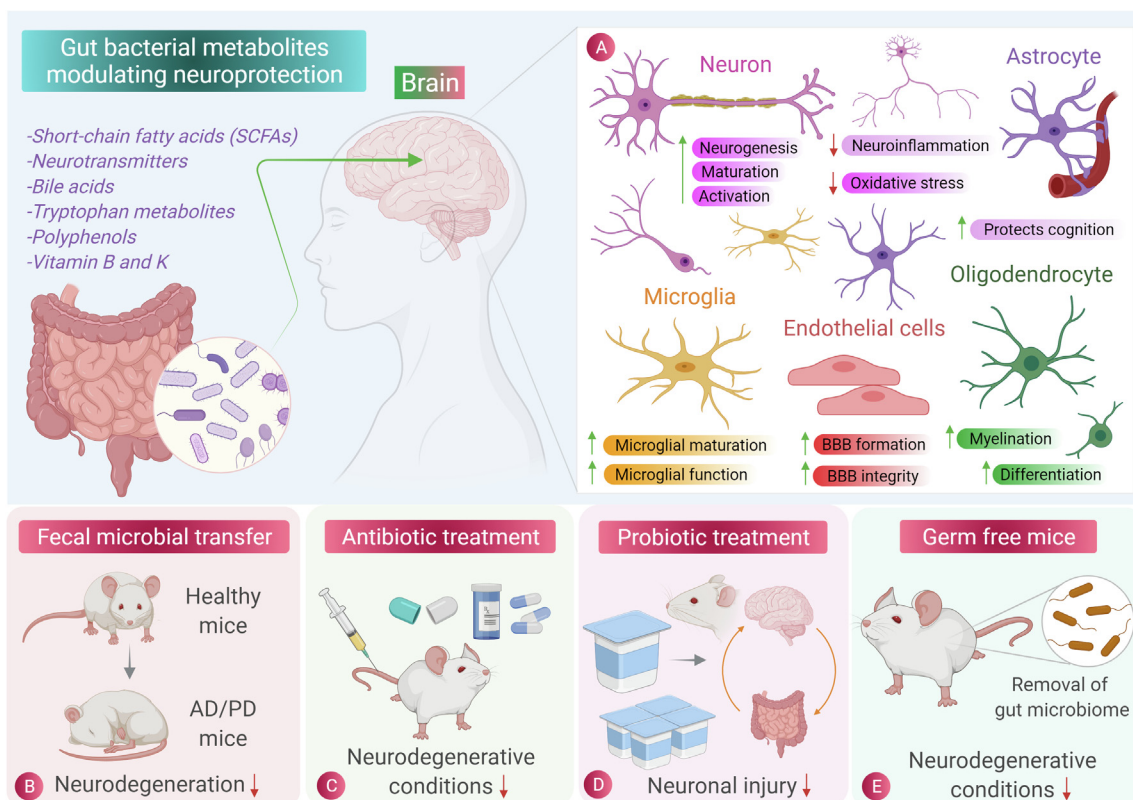 Gut bacterial metabolites
modulating neuroprotection
Brain
-Short-chain fatty acids (SCFAs)
-Neurotransmitters
-Bile acids
-Tryptophan metabolites
-Polyphenols
-Vitamin B and K
A
Neuron
Astrocyte
Neurogenesis
Maturation
Activation
Neuroinflammation
Oxidative stress
Protects cognition
Microglia
Endothelial cells
Oligodendrocyte
Microglial maturation
Microglial function
BBB formation
BBB integrity
Myelination
Differentiation
Fecal microbial transfer
Healthy
mice
AD/PD
mice
B
Neurodegeneration
Antibiotic treatment
Neurodegenerative
conditions
C
Probiotic treatment
D
Neuronal injury
Germ free mice
Removal of
gut microbiome
Neurodegenerative
conditions
E